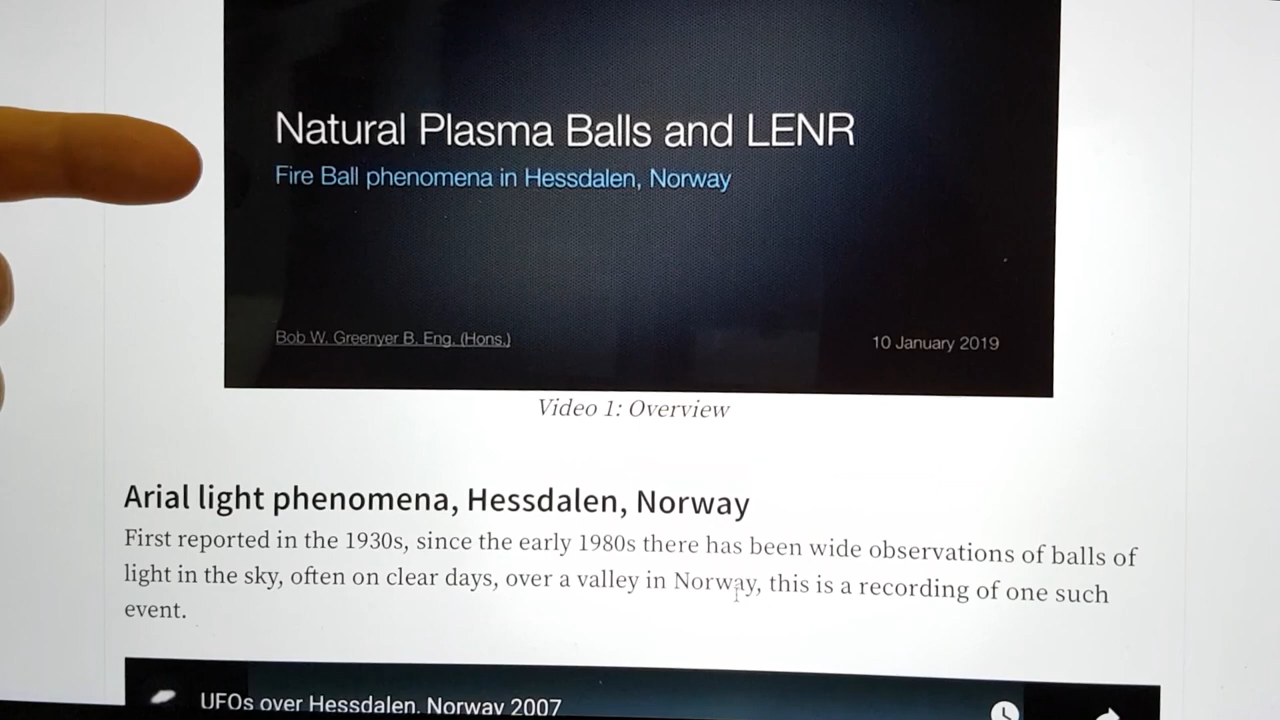 Natural Plasma Balls and LENR
Fire Ball phenomena in Hessdalen, Norway
Bob W. Greenyer B. Eng. (Hons.)
10 January 2019
Video 1: Overview
Arial light phenomena, Hessdalen, Norway
First reported in the 1930s, since the early 1980s there has been wide observations of balls of
light in the sky, often on clear days, over a valley in Norway, this is a recording of one such
event.
UFOs over Hessdalen, Norway 2007